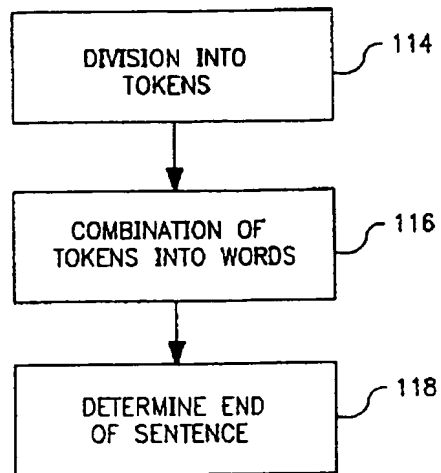 DIVISION INTO
TOKENS
114
COMBINATION OF
TOKENS INTO WORDS
116
DETERMINE END
OF SENTENCE
118